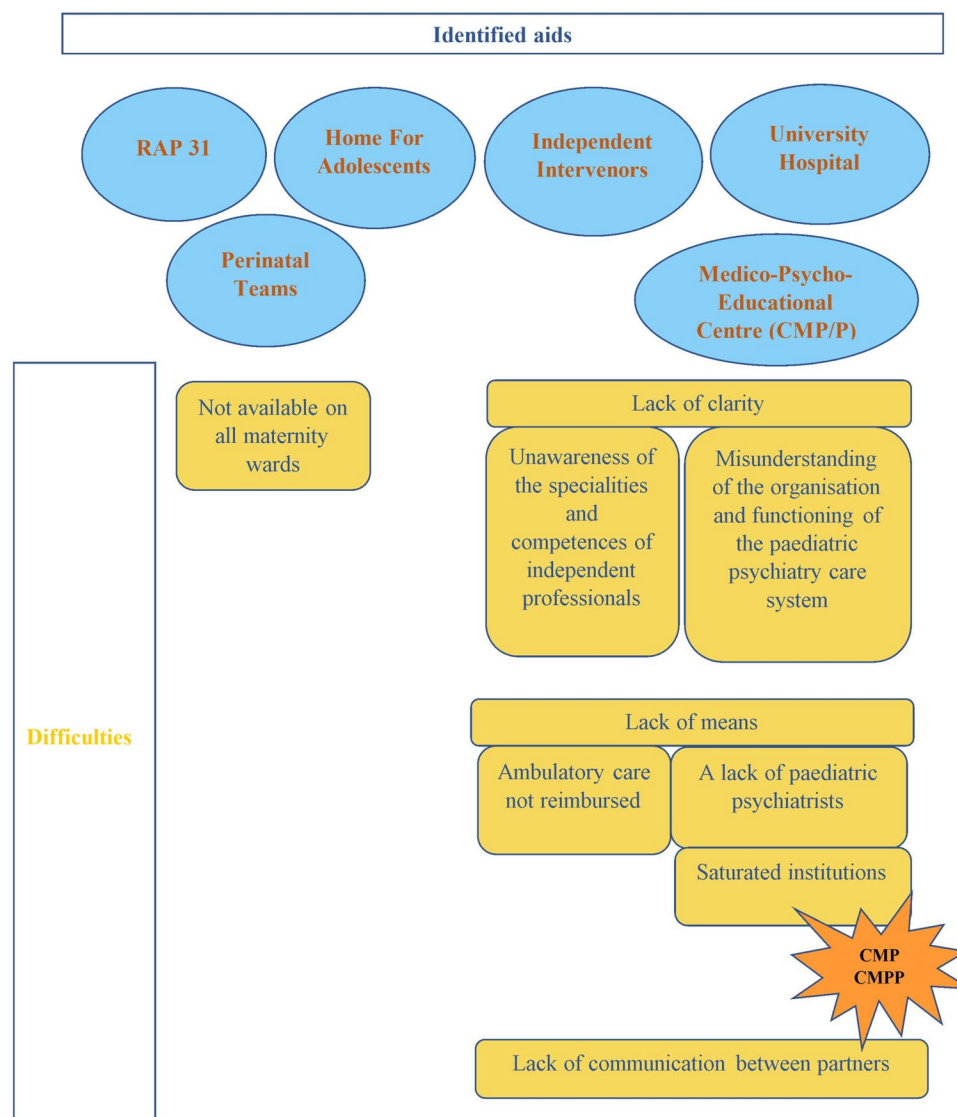 Identified aids
RAP 31
Home For
Adolescents
Independent
Intervenors
University
Hospital
Perinatal
Teams
Medico-Psycho-
Educational
Centre (CMP/P)
Difficulties
Not available on
all maternity
wards
Lack of clarity
Unawareness of
the specialities
and
competences of
independent
professionals
Misunderstanding
of the organisation
and functioning of
the paediatric
psychiatry care
system
Lack of means
Ambulatory care
not reimbursed
A lack of paediatric
psychiatrists
Saturated institutions
CMP
CMPP
Lack of communication between partners